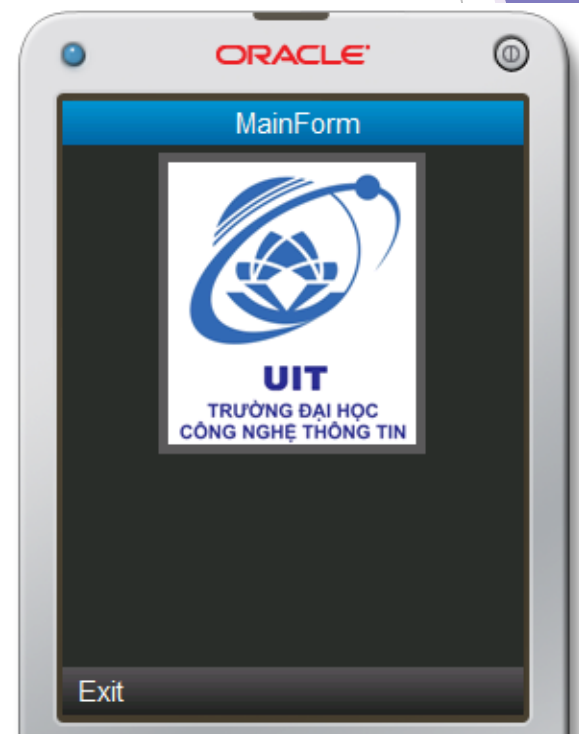 ORACLE
MainForm
UIT
TRƯỜNG ĐẠI HỌC
CÔNG NGHỆ THÔNG TIN
Exit